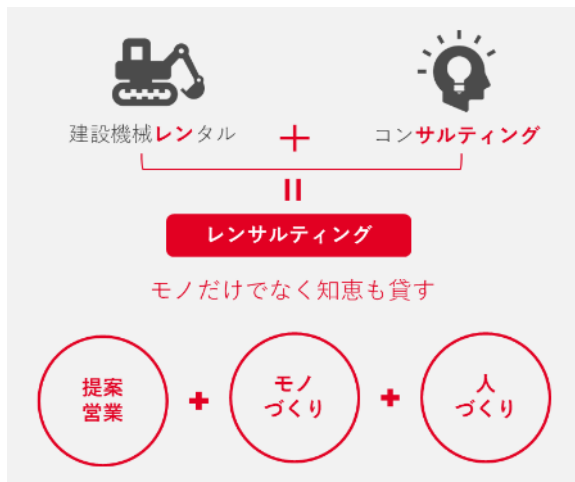 建設機械レンタル + コンサルティング
=
レンサルティング
モノだけでなく知恵も貸す
提案
営業
+
モノ
づくり
+
人
づくり